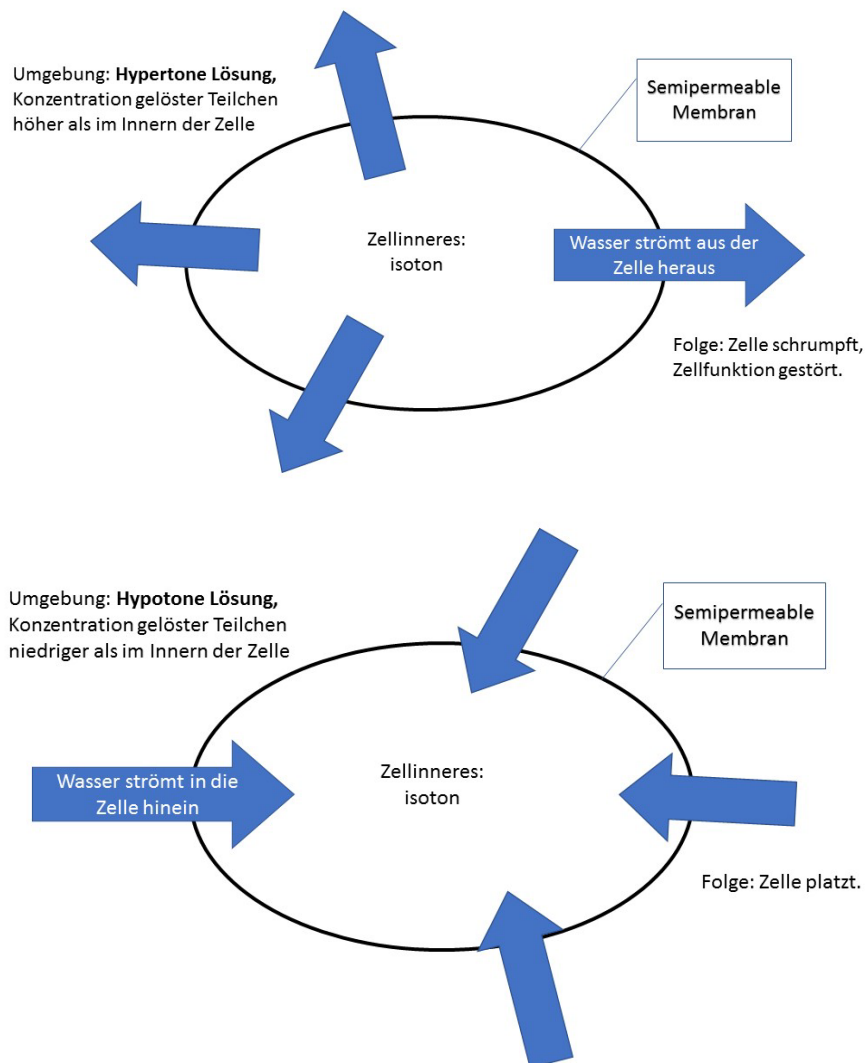 Umgebung: Hypertone Lösung,
Konzentration gelöster Teilchen
höher als im Innern der Zelle
Semipermeable
Membran
Zellinneres:
isoton
Wasser strömt aus der
Zelle heraus
Folge: Zelle schrumpft,
Zellfunktion gestört.
Umgebung: Hypotone Lösung,
Konzentration gelöster Teilchen
niedriger als im Innern der Zelle
Semipermeable
Membran
Wasser strömt in die
Zelle hinein
Zellinneres:
isoton
Folge: Zelle platzt.